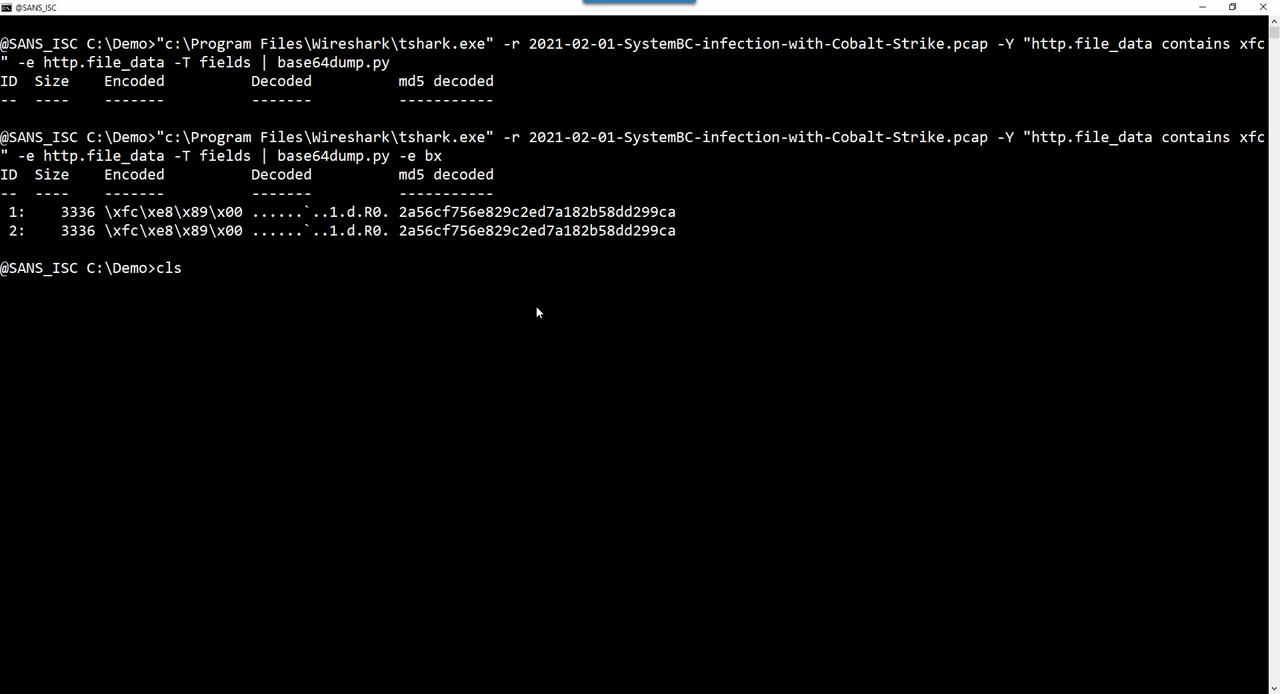 @SANS_ISC
@SANS_ISC C:\Demo>"c:\Program Files\Wireshark\tshark.exe" -r 2021-02-01-SystemBC-infection-with-Cobalt-Strike.pcap -Y "http.file_data contains xfc
" -e http.file_data -T fields | base64dump.py
ID  Size    Encoded          Decoded          md5 decoded
--  ----    -------          -------          -----------
@SANS_ISC C:\Demo>"c:\Program Files\Wireshark\tshark.exe" -r 2021-02-01-SystemBC-infection-with-Cobalt-Strike.pcap -Y "http.file_data contains xfc
" -e http.file_data -T fields | base64dump.py -e bx
ID  Size    Encoded          Decoded          md5 decoded
--  ----    -------          -------          -----------
 1:    3336 \xfc\xe8\x89\x00 ......`..1.d.R0. 2a56cf756e829c2ed7a182b58dd299ca
 2:    3336 \xfc\xe8\x89\x00 ......`..1.d.R0. 2a56cf756e829c2ed7a182b58dd299ca
@SANS_ISC C:\Demo>cls